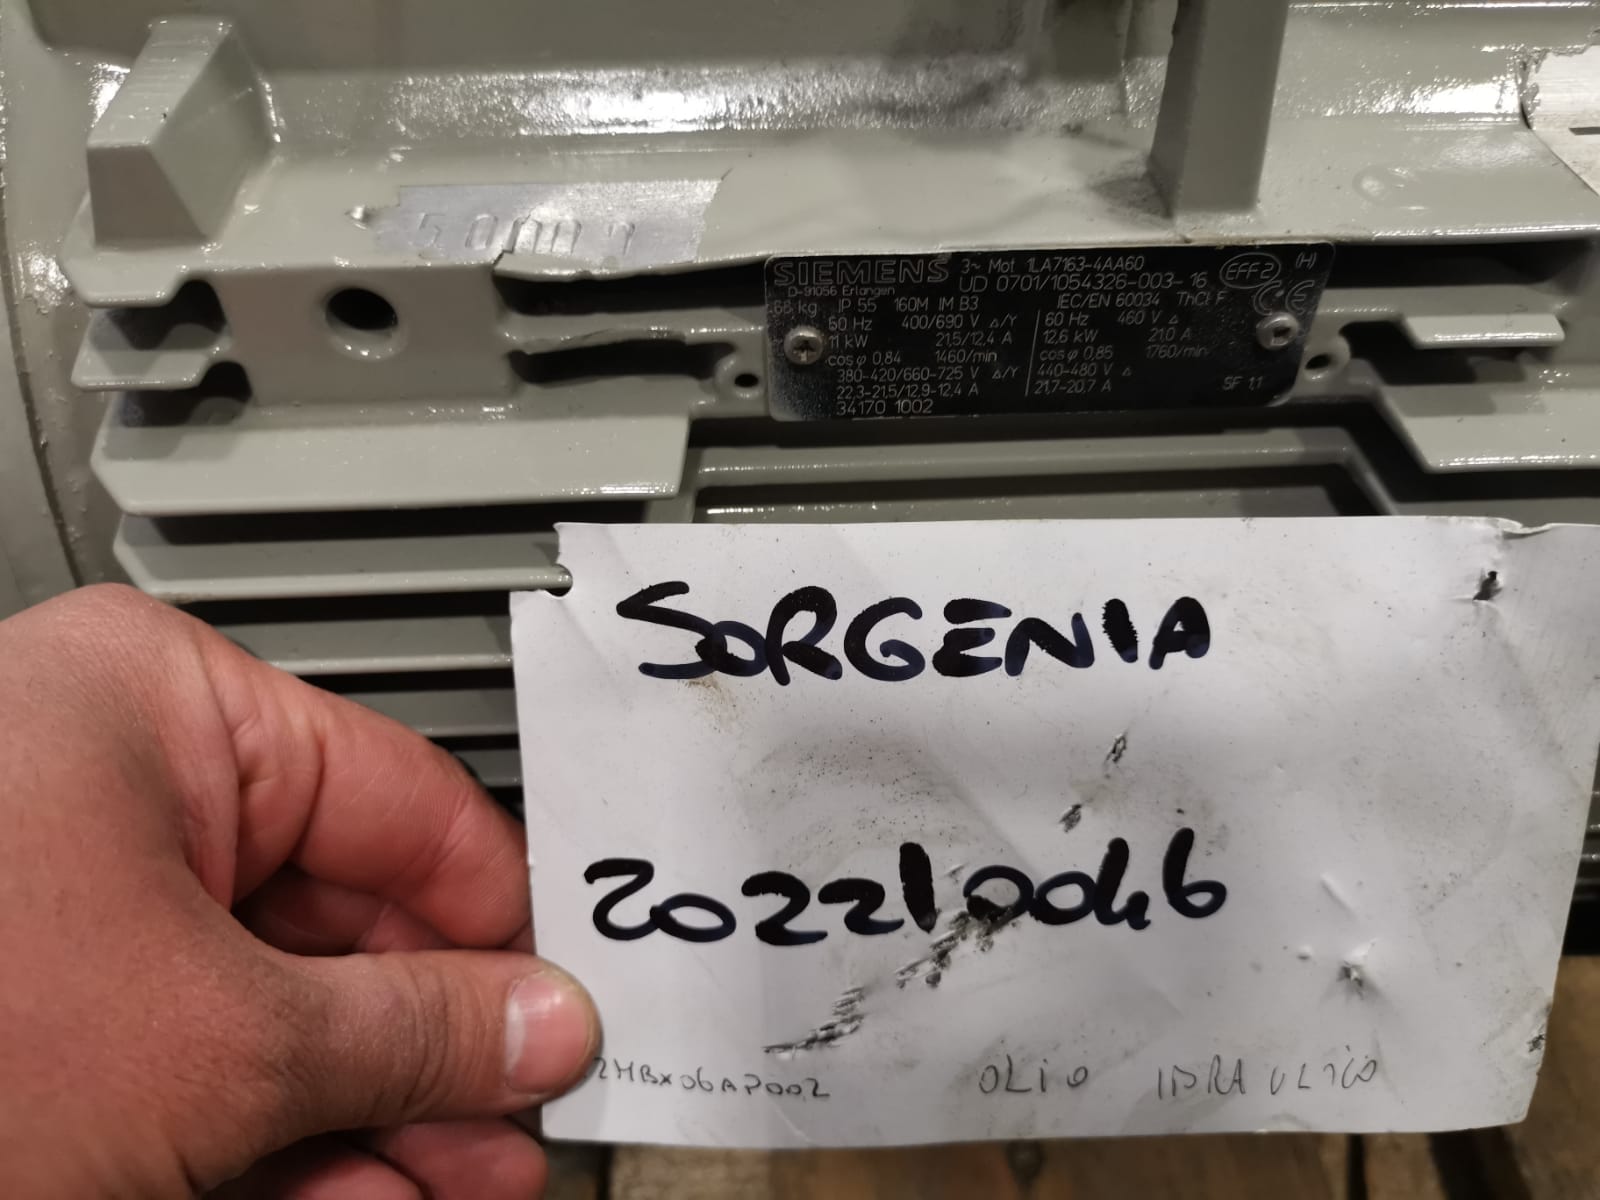 SIEMENS 3~ Mot. 1LA7163-4AA60 EFF2 (H)
D-91056 Erlangen UD 0701/1054326-003-16 CE
68 kg IP 55 160M IM B3 IEC/EN 60034 ThCl. F
50 Hz 400/690 V △/Y 60 Hz 460 V △
11 kW 21,5/12,4 A 12,6 kW 21,0 A
cos φ 0,84 1460/min cos φ 0,85 1760/min
380-420/660-725 V △/Y 440-480 V △
22,3-21,5/12,9-12,4 A 21,7-20,7 A SF 1.1
34170 1002
SORGENIA
2022/0046
2MBX06AP002 OLIO IDRAULICO